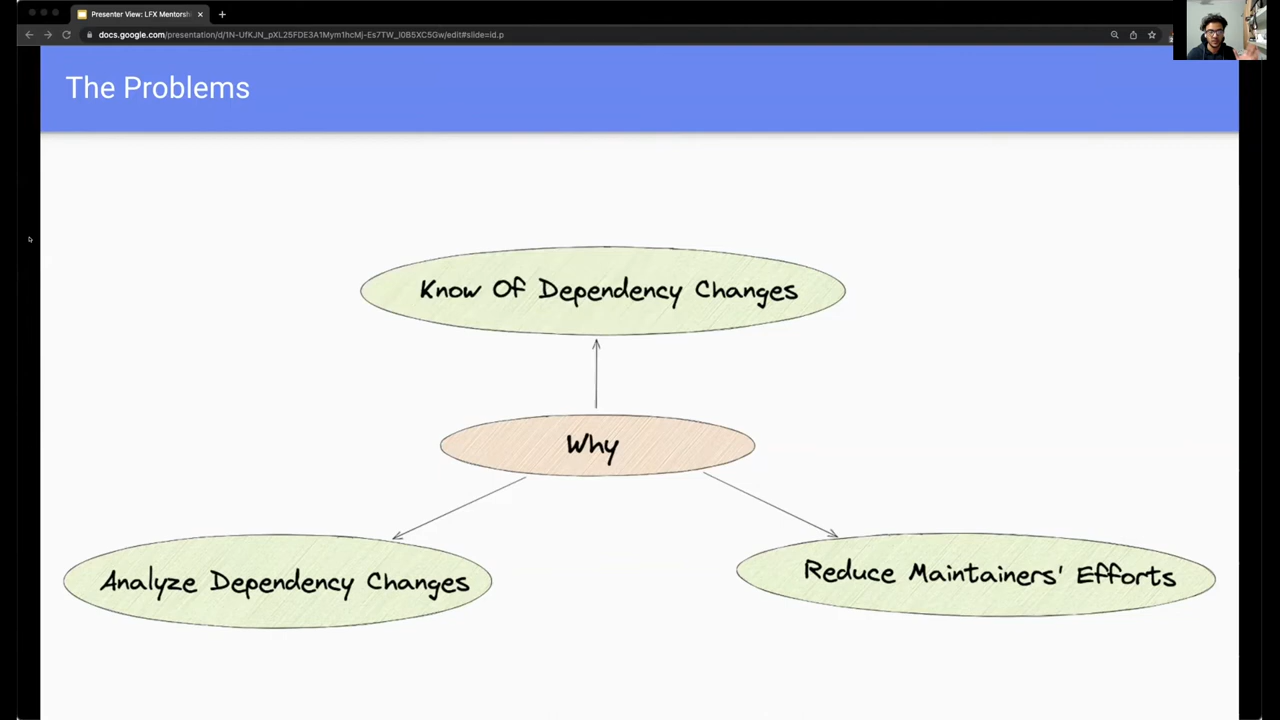 Presenter View: LFX Mentorsh
docs.google.com/presentation/d/1N-UfKJN_pXL25FDE3A1Mym1hcMj-Es7TW_I0B5XC5Gw/edit#slide=id.p
The Problems
Know Of Dependency Changes
Why
Analyze Dependency Changes
Reduce Maintainers' Efforts